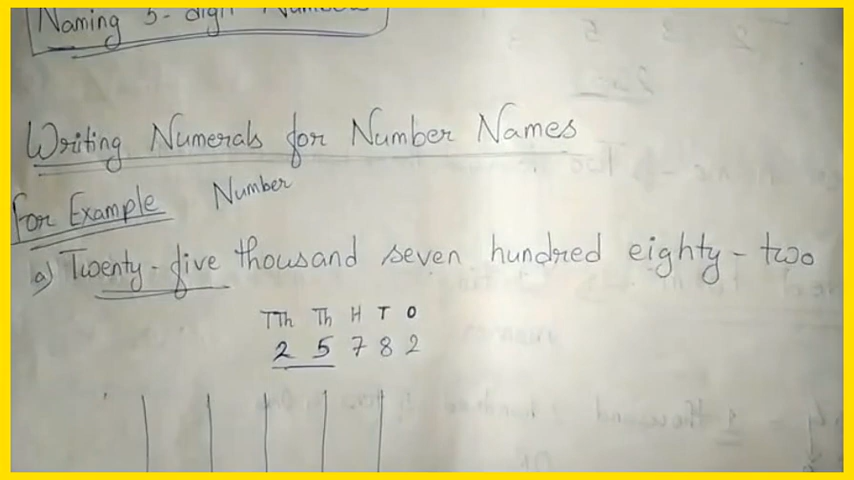 Naming 5-digit Numbers
Writing Numerals for Number Names
For Example Number
a) Twenty-five thousand seven hundred eighty-two
TTh Th H T O
2 5 7 8 2